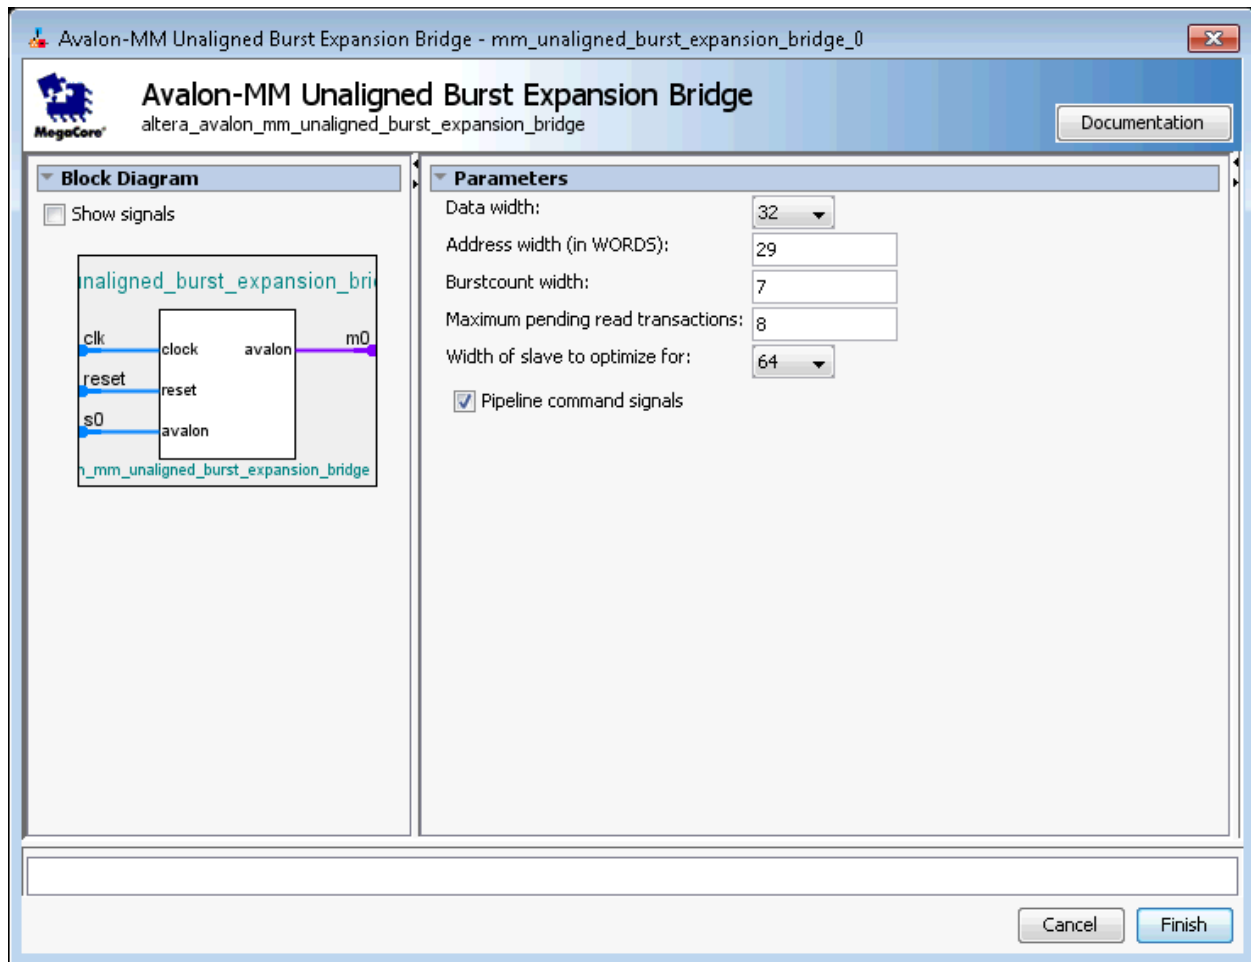 Avalon-MM Unaligned Burst Expansion Bridge - mm_unaligned_burst_expansion_bridge_0
MegaCore®
Avalon-MM Unaligned Burst Expansion Bridge
altera_avalon_mm_unaligned_burst_expansion_bridge
Documentation
Block Diagram
Show signals
unaligned_burst_expansion_bri
clk
clock
avalon
m0
reset
reset
s0
avalon
n_mm_unaligned_burst_expansion_bridge
Parameters
Data width: 32
Address width (in WORDS): 29
Burstcount width: 7
Maximum pending read transactions: 8
Width of slave to optimize for: 64
Pipeline command signals
Cancel
Finish